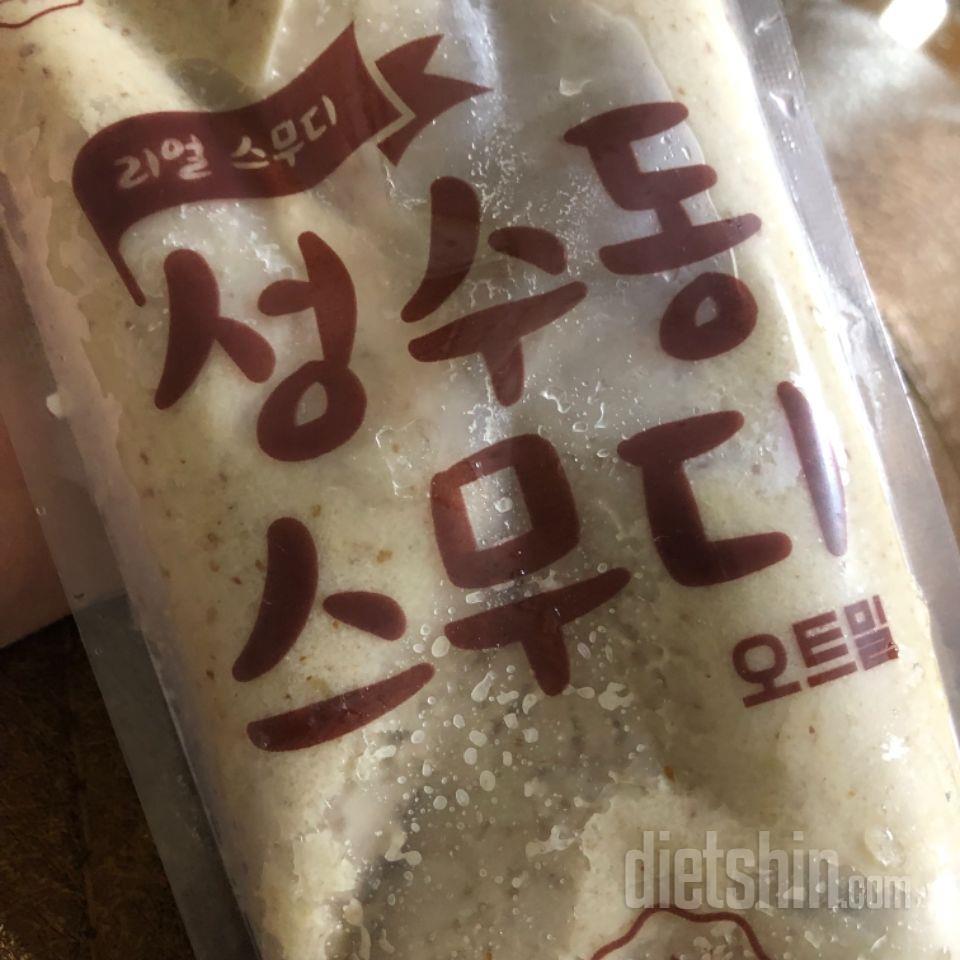 리얼 스무디
성수동
스무디
오트밀
dietshin.com